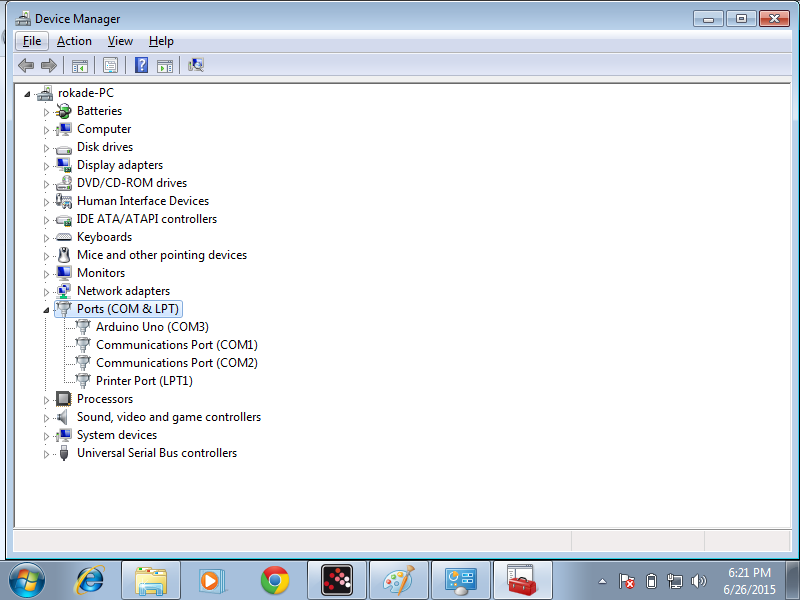 Device Manager
File Action View Help
rokade-PC
Batteries
Computer
Disk drives
Display adapters
DVD/CD-ROM drives
Human Interface Devices
IDE ATA/ATAPI controllers
Keyboards
Mice and other pointing devices
Monitors
Network adapters
Ports (COM & LPT)
Arduino Uno (COM3)
Communications Port (COM1)
Communications Port (COM2)
Printer Port (LPT1)
Processors
Sound, video and game controllers
System devices
Universal Serial Bus controllers
6:21 PM
6/26/2015